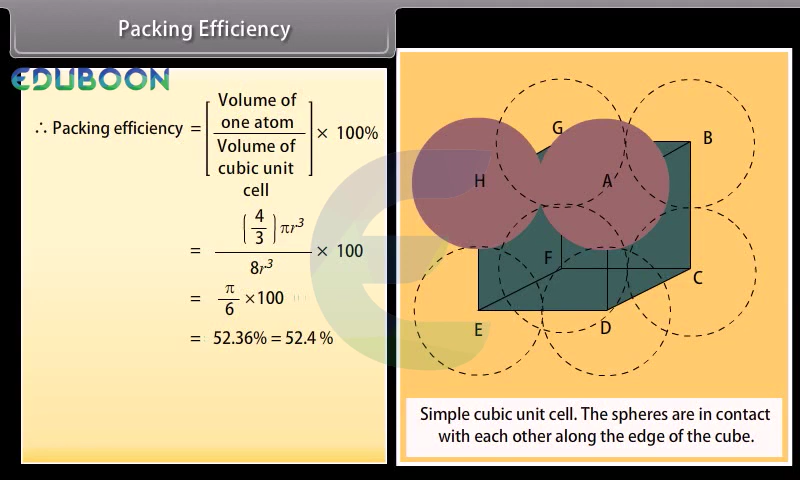 Packing Efficiency
EDUBOON
∴ Packing efficiency = [Volume of one atom / Volume of cubic unit cell] × 100%
= (4/3) πr³ / 8r³ × 100
= π/6 ×100
= 52.36% = 52.4 %
G
B
H
A
F
C
E
D
Simple cubic unit cell. The spheres are in contact
with each other along the edge of the cube.